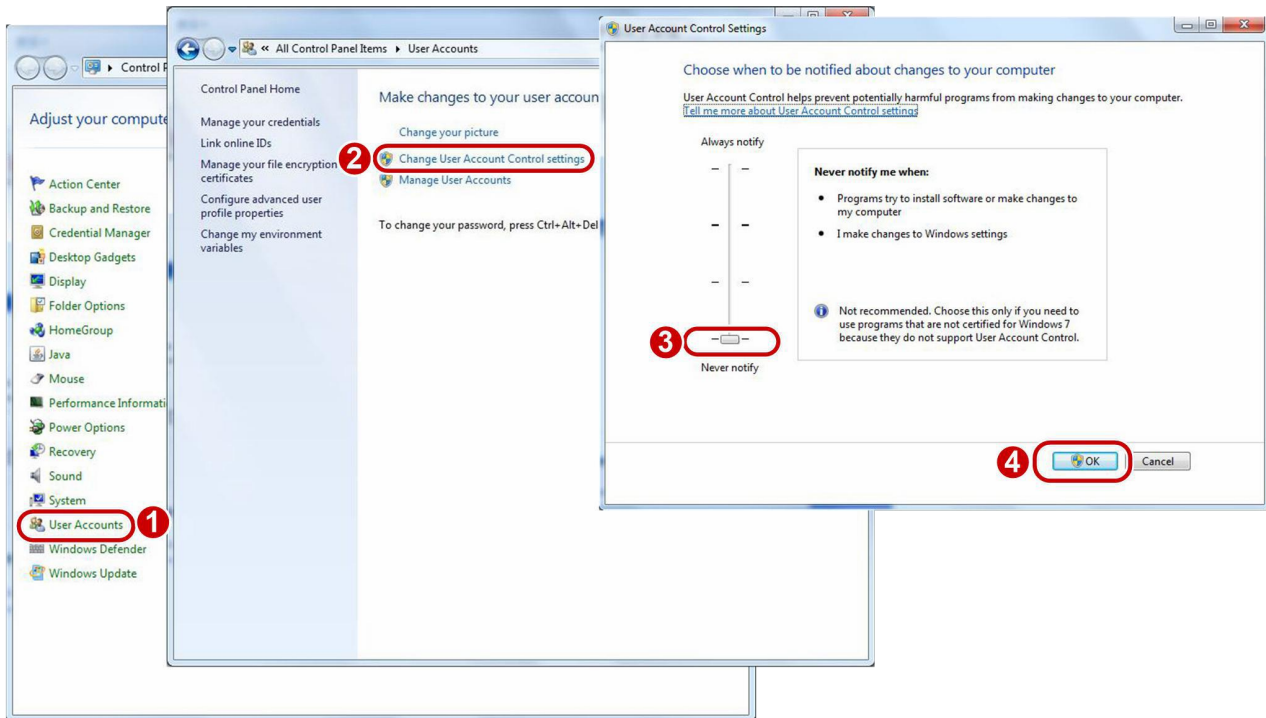 Control P
Adjust your compute
Action Center
Backup and Restore
Credential Manager
Desktop Gadgets
Display
Folder Options
HomeGroup
Java
Mouse
Performance Informati
Power Options
Recovery
Sound
System
User Accounts
1
Windows Defender
Windows Update
« All Control Panel Items ▸ User Accounts
Control Panel Home
Manage your credentials
Link online IDs
Manage your file encryption
certificates
Configure advanced user
profile properties
Change my environment
variables
Make changes to your user accoun
Change your picture
2
Change User Account Control settings
Manage User Accounts
To change your password, press Ctrl+Alt+Del
User Account Control Settings
Choose when to be notified about changes to your computer
User Account Control helps prevent potentially harmful programs from making changes to your computer.
Tell me more about User Account Control settings
Always notify
Never notify me when:
• Programs try to install software or make changes to
my computer
• I make changes to Windows settings
Not recommended. Choose this only if you need to
use programs that are not certified for Windows 7
because they do not support User Account Control.
3
Never notify
4
OK
Cancel